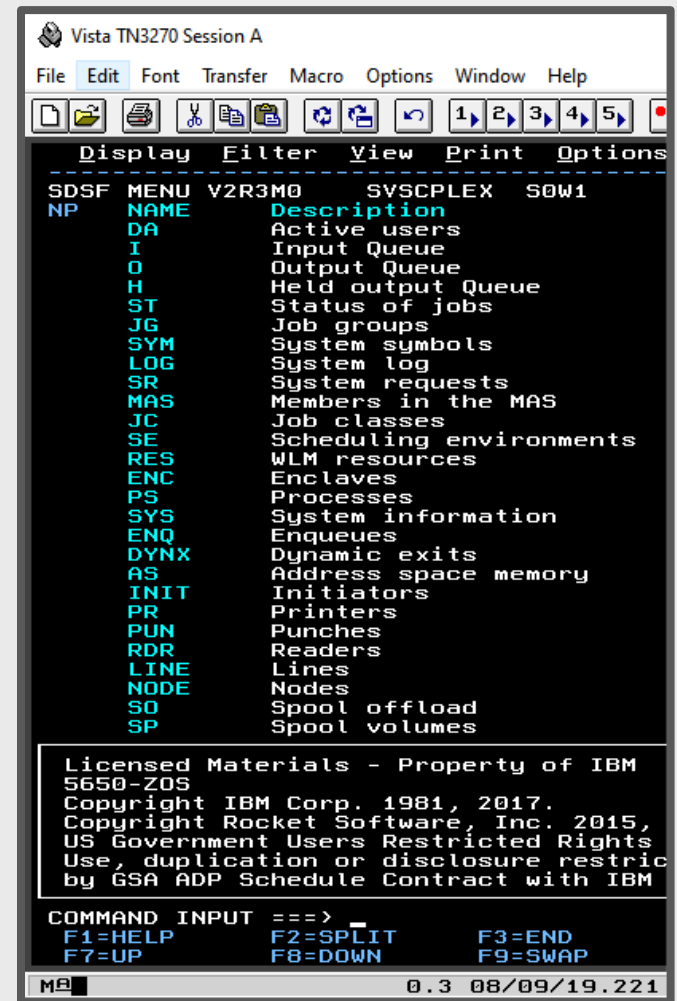 Vista TN3270 Session A
File Edit Font Transfer Macro Options Window Help
1 2 3 4 5
Display Filter View Print Options
SDSF MENU V2R3M0 SVSCPLEX S0W1
NP NAME Description
DA Active users
I Input Queue
O Output Queue
H Held output Queue
ST Status of jobs
JG Job groups
SYM System symbols
LOG System log
SR System requests
MAS Members in the MAS
JC Job classes
SE Scheduling environments
RES WLM resources
ENC Enclaves
PS Processes
SYS System information
ENQ Enqueues
DYNX Dynamic exits
AS Address space memory
INIT Initiators
PR Printers
PUN Punches
RDR Readers
LINE Lines
NODE Nodes
SO Spool offload
SP Spool volumes
Licensed Materials - Property of IBM
5650-ZOS
Copyright IBM Corp. 1981, 2017.
Copyright Rocket Software, Inc. 2015,
US Government Users Restricted Rights
Use, duplication or disclosure restric
by GSA ADP Schedule Contract with IBM
COMMAND INPUT ===> _
F1=HELP F2=SPLIT F3=END
F7=UP F8=DOWN F9=SWAP
MA 0.3 08/09/19.221